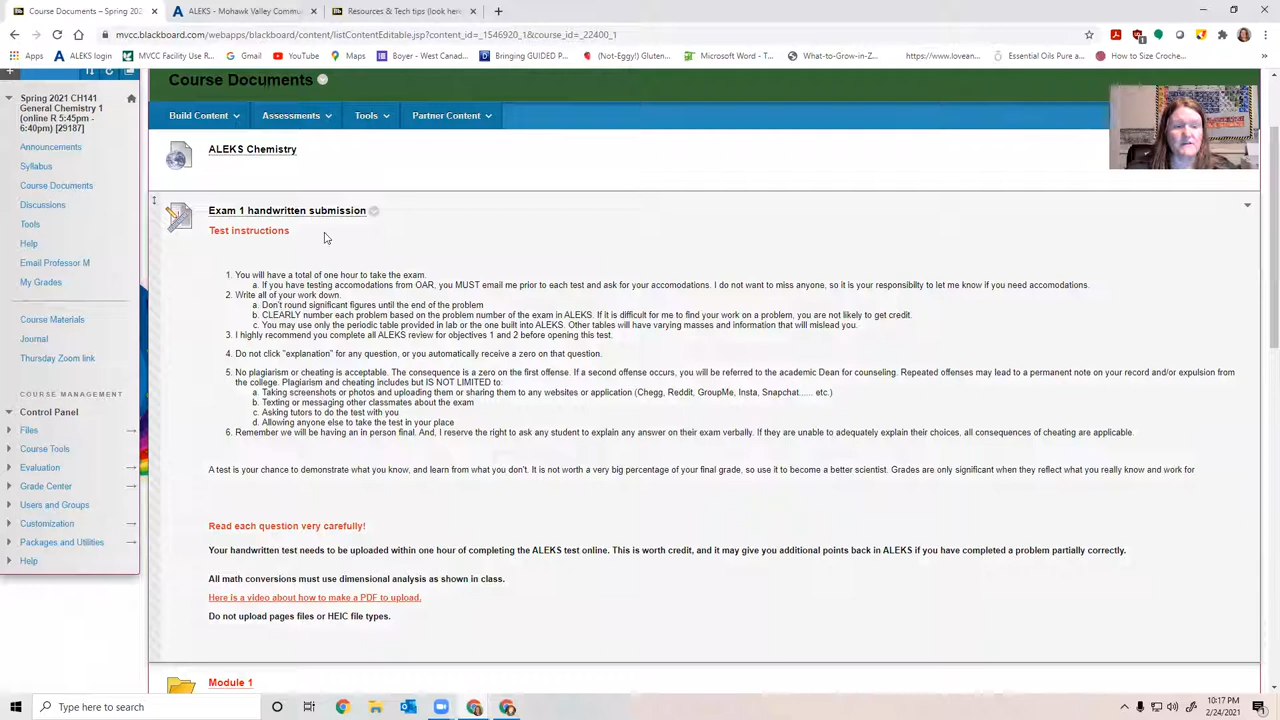 Course Documents – Spring 202
ALEKS - Mohawk Valley Commu
Resources & Tech tips (look here
mvcc.blackboard.com/webapps/blackboard/content/listContentEditable.jsp?content_id=_1546920_1&course_id=_22400_1
Apps
ALEKS login
MVCC Facility Use R...
Gmail
YouTube
Maps
Boyer - West Canad...
Bringing GUIDED P...
(Not-Eggy!) Gluten...
Microsoft Word - T...
What-to-Grow-in-Z...
https://www.lovean...
Essential Oils Pure a...
How to Size Croche...
Spring 2021 CH141
General Chemistry 1
(online R 5:45pm -
6:40pm) [29187]
Announcements
Syllabus
Course Documents
Discussions
Tools
Help
Email Professor M
My Grades
Course Materials
Journal
Thursday Zoom link
COURSE MANAGEMENT
Control Panel
Files
Course Tools
Evaluation
Grade Center
Users and Groups
Customization
Packages and Utilities
Help
Course Documents
Build Content
Assessments
Tools
Partner Content
ALEKS Chemistry
Exam 1 handwritten submission
Test instructions
1. You will have a total of one hour to take the exam.
a. If you have testing accomodations from OAR, you MUST email me prior to each test and ask for your accomodations. I do not want to miss anyone, so it is your responsibilty to let me know if you need accomodations.
2. Write all of your work down.
a. Don't round significant figures until the end of the problem
b. CLEARLY number each problem based on the problem number of the exam in ALEKS. If it is difficult for me to find your work on a problem, you are not likely to get credit.
c. You may use only the periodic table provided in lab or the one built into ALEKS. Other tables will have varying masses and information that will mislead you.
3. I highly recommend you complete all ALEKS review for objectives 1 and 2 before opening this test.
4. Do not click "explanation" for any question, or you automatically receive a zero on that question.
5. No plagiarism or cheating is acceptable. The consequence is a zero on the first offense. If a second offense occurs, you will be referred to the academic Dean for counseling. Repeated offenses may lead to a permanent note on your record and/or expulsion from
the college. Plagiarism and cheating includes but IS NOT LIMITED to:
a. Taking screenshots or photos and uploading them or sharing them to any websites or application (Chegg, Reddit, GroupMe, Insta, Snapchat...... etc.)
b. Texting or messaging other classmates about the exam
c. Asking tutors to do the test with you
d. Allowing anyone else to take the test in your place
6. Remember we will be having an in person final. And, I reserve the right to ask any student to explain any answer on their exam verbally. If they are unable to adequately explain their choices, all consequences of cheating are applicable.
A test is your chance to demonstrate what you know, and learn from what you don't. It is not worth a very big percentage of your final grade, so use it to become a better scientist. Grades are only significant when they reflect what you really know and work for
Read each question very carefully!
Your handwritten test needs to be uploaded within one hour of completing the ALEKS test online. This is worth credit, and it may give you additional points back in ALEKS if you have completed a problem partially correctly.
All math conversions must use dimensional analysis as shown in class.
Here is a video about how to make a PDF to upload.
Do not upload pages files or HEIC file types.
Module 1
Type here to search
10:17 PM
2/24/2021